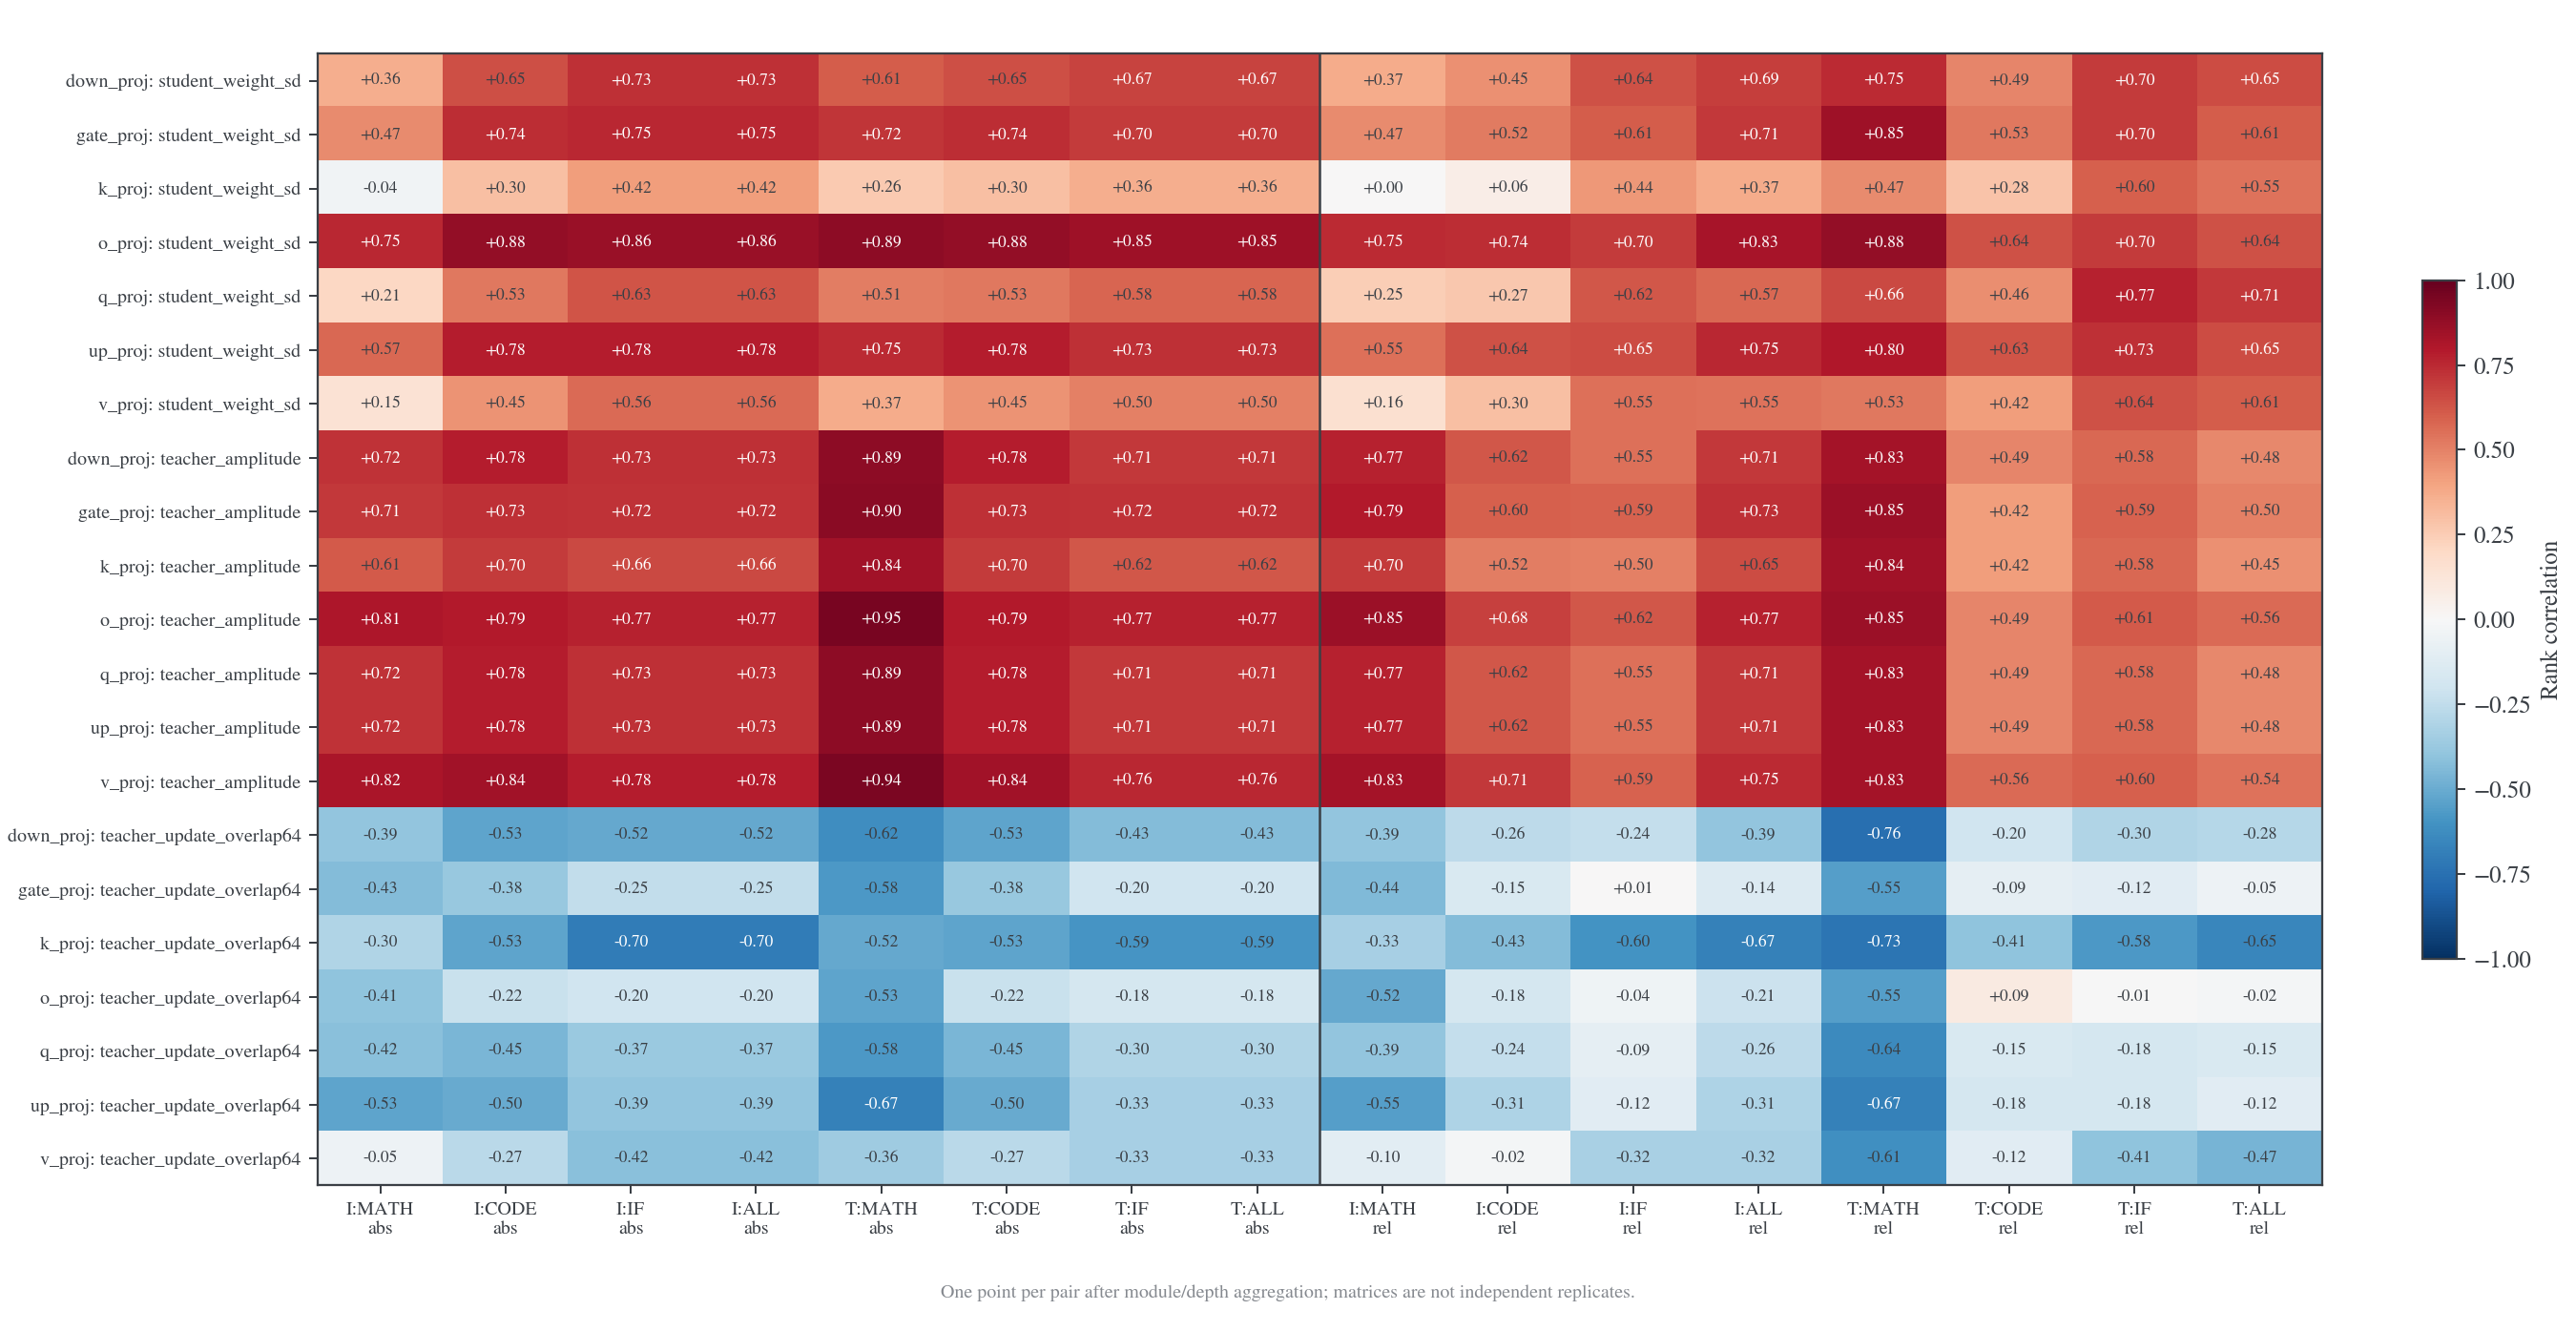 down_proj: student_weight_sd +0.36 +0.65 +0.73 +0.73 +0.61 +0.65 +0.67 +0.67 +0.37 +0.45 +0.64 +0.69 +0.75 +0.49 +0.70 +0.65
gate_proj: student_weight_sd +0.47 +0.74 +0.75 +0.75 +0.72 +0.74 +0.70 +0.70 +0.47 +0.52 +0.61 +0.71 +0.85 +0.53 +0.70 +0.61
k_proj: student_weight_sd -0.04 +0.30 +0.42 +0.42 +0.26 +0.30 +0.36 +0.36 +0.00 +0.06 +0.44 +0.37 +0.47 +0.28 +0.60 +0.55
o_proj: student_weight_sd +0.75 +0.88 +0.86 +0.86 +0.89 +0.88 +0.85 +0.85 +0.75 +0.74 +0.70 +0.83 +0.88 +0.64 +0.70 +0.64
q_proj: student_weight_sd +0.21 +0.53 +0.63 +0.63 +0.51 +0.53 +0.58 +0.58 +0.25 +0.27 +0.62 +0.57 +0.66 +0.46 +0.77 +0.71
up_proj: student_weight_sd +0.57 +0.78 +0.78 +0.78 +0.75 +0.78 +0.73 +0.73 +0.55 +0.64 +0.65 +0.75 +0.80 +0.63 +0.73 +0.65
v_proj: student_weight_sd +0.15 +0.45 +0.56 +0.56 +0.37 +0.45 +0.50 +0.50 +0.16 +0.30 +0.55 +0.55 +0.53 +0.42 +0.64 +0.61
down_proj: teacher_amplitude +0.72 +0.78 +0.73 +0.73 +0.89 +0.78 +0.71 +0.71 +0.77 +0.62 +0.55 +0.71 +0.83 +0.49 +0.58 +0.48
gate_proj: teacher_amplitude +0.71 +0.73 +0.72 +0.72 +0.90 +0.73 +0.72 +0.72 +0.79 +0.60 +0.59 +0.73 +0.85 +0.42 +0.59 +0.50
k_proj: teacher_amplitude +0.61 +0.70 +0.66 +0.66 +0.84 +0.70 +0.62 +0.62 +0.70 +0.52 +0.50 +0.65 +0.84 +0.42 +0.58 +0.45
o_proj: teacher_amplitude +0.81 +0.79 +0.77 +0.77 +0.95 +0.79 +0.77 +0.77 +0.85 +0.68 +0.62 +0.77 +0.85 +0.49 +0.61 +0.56
q_proj: teacher_amplitude +0.72 +0.78 +0.73 +0.73 +0.89 +0.78 +0.71 +0.71 +0.77 +0.62 +0.55 +0.71 +0.83 +0.49 +0.58 +0.48
up_proj: teacher_amplitude +0.72 +0.78 +0.73 +0.73 +0.89 +0.78 +0.71 +0.71 +0.77 +0.62 +0.55 +0.71 +0.83 +0.49 +0.58 +0.48
v_proj: teacher_amplitude +0.82 +0.84 +0.78 +0.78 +0.94 +0.84 +0.76 +0.76 +0.83 +0.71 +0.59 +0.75 +0.83 +0.56 +0.60 +0.54
down_proj: teacher_update_overlap64 -0.39 -0.53 -0.52 -0.52 -0.62 -0.53 -0.43 -0.43 -0.39 -0.26 -0.24 -0.39 -0.76 -0.20 -0.30 -0.28
gate_proj: teacher_update_overlap64 -0.43 -0.38 -0.25 -0.25 -0.58 -0.38 -0.20 -0.20 -0.44 -0.15 +0.01 -0.14 -0.55 -0.09 -0.12 -0.05
k_proj: teacher_update_overlap64 -0.30 -0.53 -0.70 -0.70 -0.52 -0.53 -0.59 -0.59 -0.33 -0.43 -0.60 -0.67 -0.73 -0.41 -0.58 -0.65
o_proj: teacher_update_overlap64 -0.41 -0.22 -0.20 -0.20 -0.53 -0.22 -0.18 -0.18 -0.52 -0.18 -0.04 -0.21 -0.55 +0.09 -0.01 -0.02
q_proj: teacher_update_overlap64 -0.42 -0.45 -0.37 -0.37 -0.58 -0.45 -0.30 -0.30 -0.39 -0.24 -0.09 -0.26 -0.64 -0.15 -0.18 -0.15
up_proj: teacher_update_overlap64 -0.53 -0.50 -0.39 -0.39 -0.67 -0.50 -0.33 -0.33 -0.55 -0.31 -0.12 -0.31 -0.67 -0.18 -0.18 -0.12
v_proj: teacher_update_overlap64 -0.05 -0.27 -0.42 -0.42 -0.36 -0.27 -0.33 -0.33 -0.10 -0.02 -0.32 -0.32 -0.61 -0.12 -0.41 -0.47
I:MATH I:CODE I:IF I:ALL T:MATH T:CODE T:IF T:ALL I:MATH I:CODE I:IF I:ALL T:MATH T:CODE T:IF T:ALL
abs abs abs abs abs abs abs abs rel rel rel rel rel rel rel rel
One point per pair after module/depth aggregation; matrices are not independent replicates.
1.00
0.75
0.50
0.25
0.00
−0.25
−0.50
−0.75
−1.00
Rank correlation